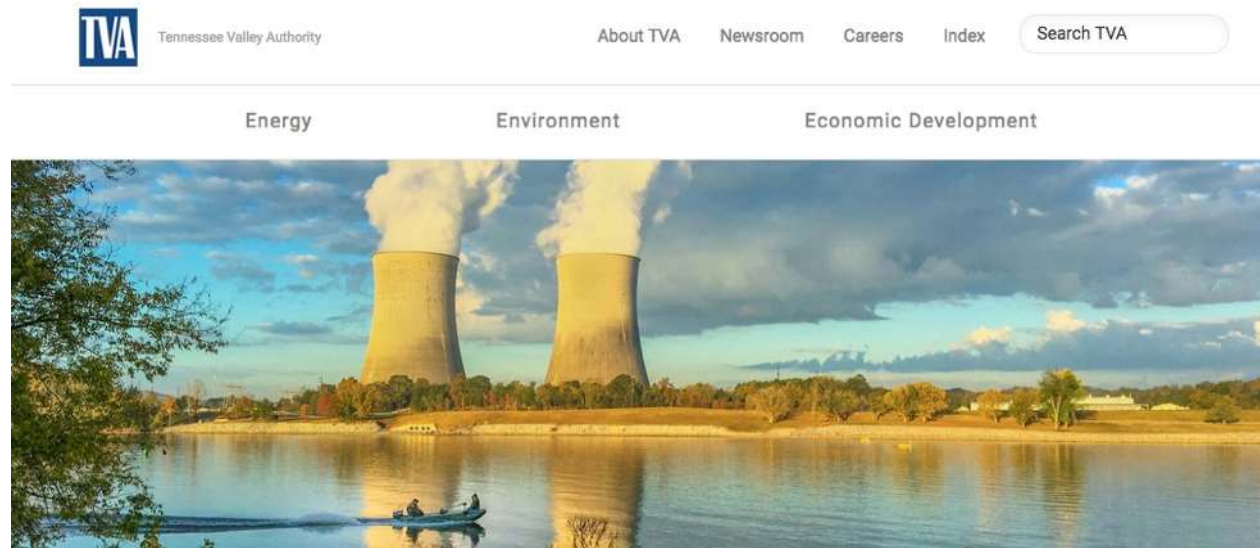 TVA
Tennessee Valley Authority
About TVA Newsroom Careers Index Search TVA
Energy Environment Economic Development